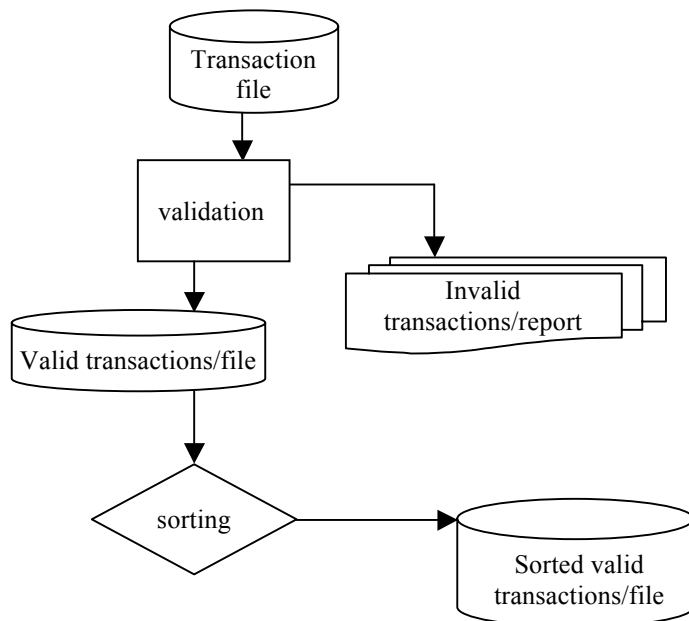 Transaction
file
validation
Invalid
transactions/report
Valid transactions/file
sorting
Sorted valid
transactions/file